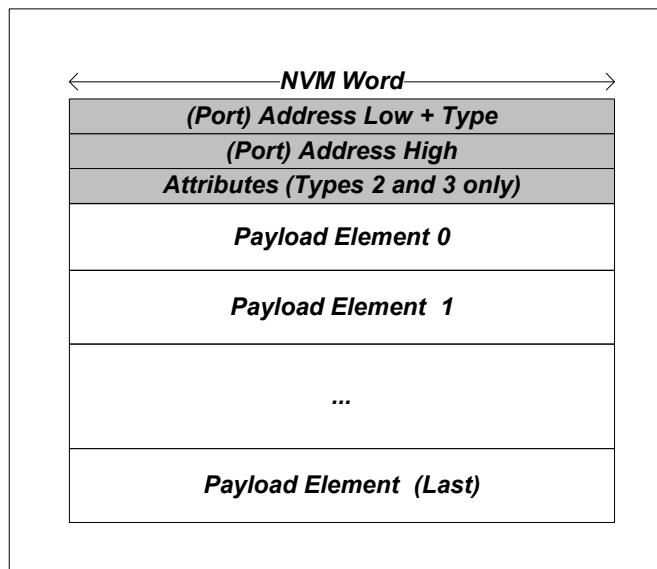 NVM Word
(Port) Address Low + Type
(Port) Address High
Attributes (Types 2 and 3 only)
Payload Element 0
Payload Element 1
...
Payload Element (Last)